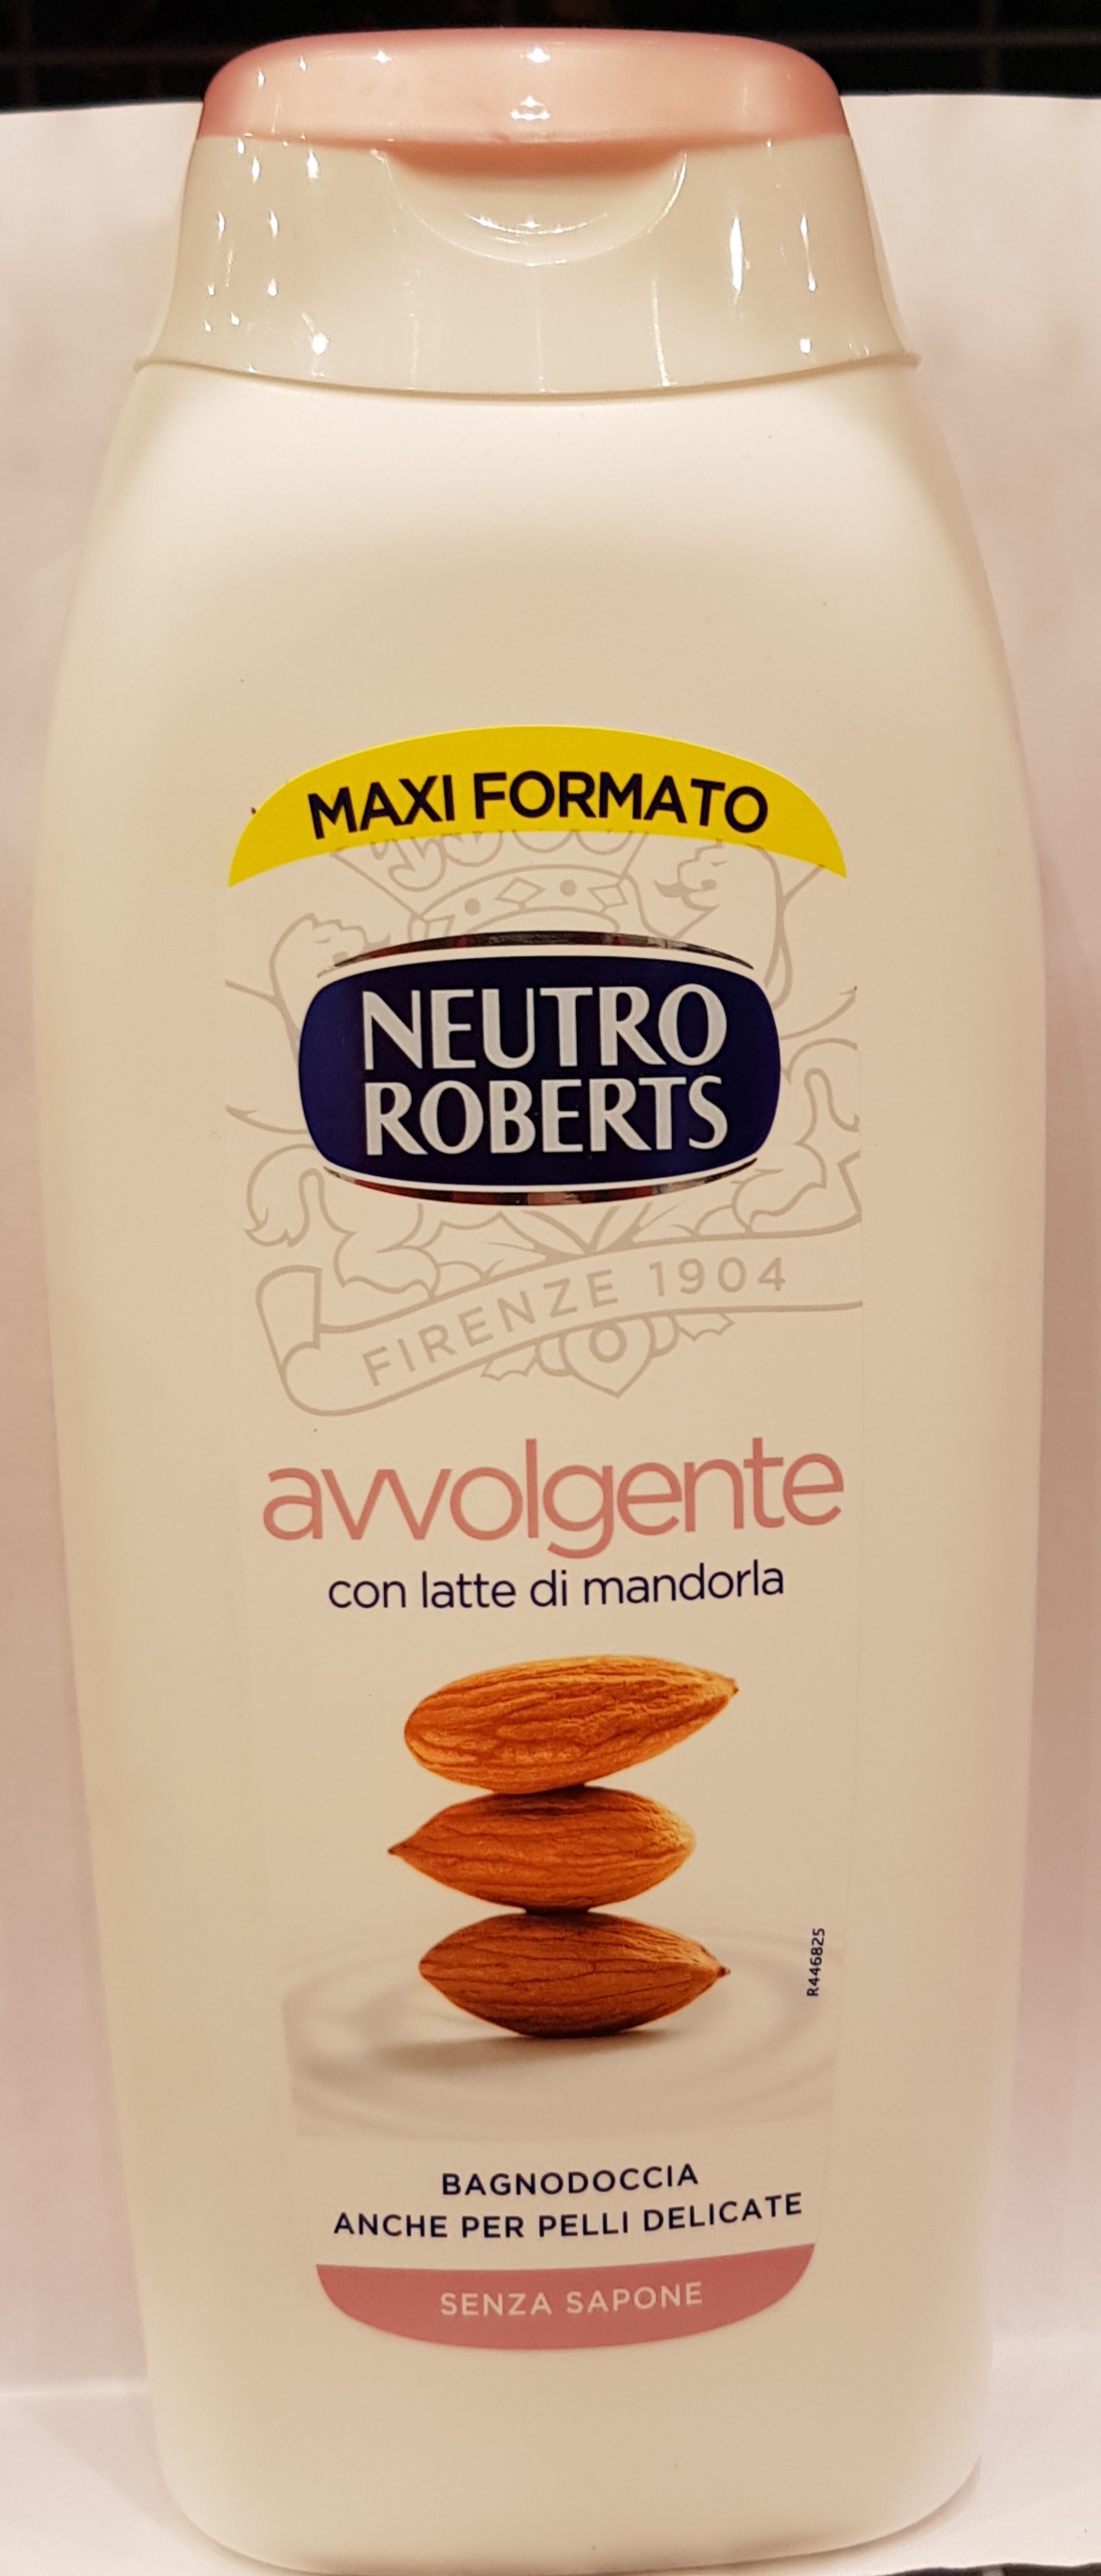 MAXI FORMATO
NEUTRO
ROBERTS
FIRENZE 1904
avvolgente
con latte di mandorla
R446825
BAGNODOCCIA
ANCHE PER PELLI DELICATE
SENZA SAPONE